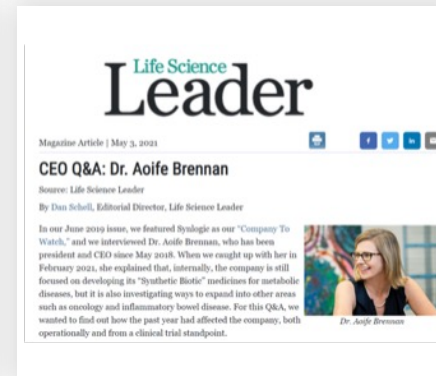 Life Science
Leader
Magazine Article | May 3, 2021
CEO Q&A: Dr. Aoife Brennan
Source: Life Science Leader
By Dan Schell, Editorial Director, Life Science Leader
In our June 2019 issue, we featured Synlogic as our “Company To
Watch,” and we interviewed Dr. Aoife Brennan, who has been
president and CEO since May 2018. When we caught up with her in
February 2021, she explained that, internally, the company is still
focused on developing its “Synthetic Biotic” medicines for metabolic
diseases, but it is also investigating ways to expand into other areas
such as oncology and inflammatory bowel disease. For this Q&A, we
wanted to find out how the past year had affected the company, both
operationally and from a clinical trial standpoint.
Dr. Aoife Brennan